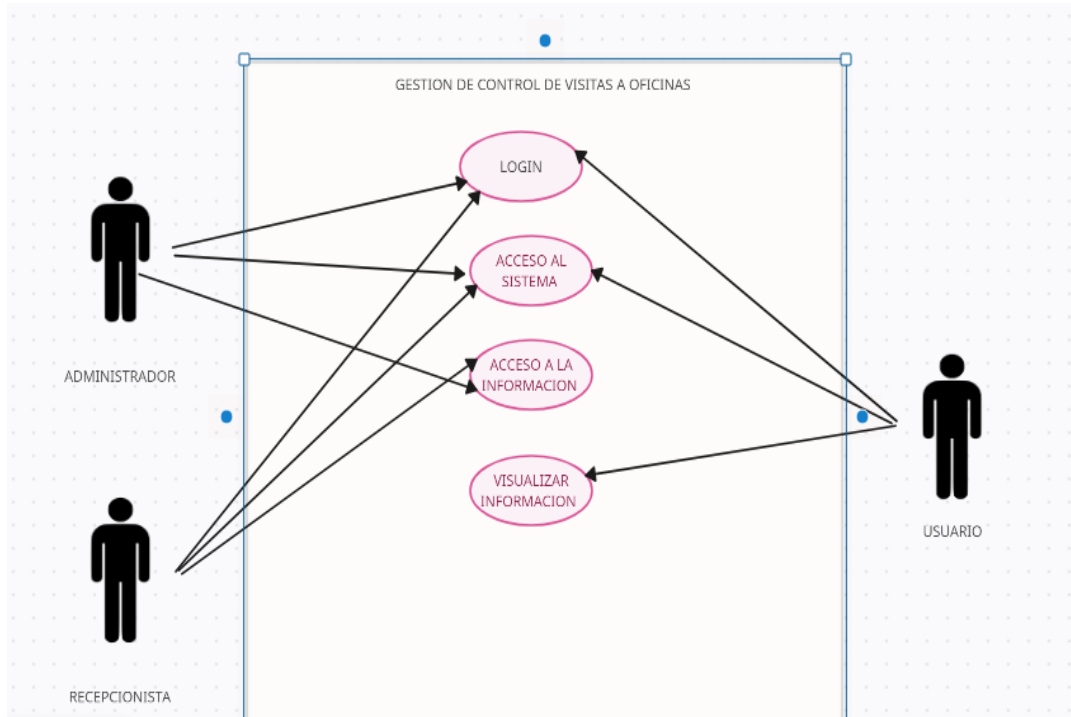 GESTION DE CONTROL DE VISITAS A OFICINAS
LOGIN
ACCESO AL
SISTEMA
ACCESO A LA
INFORMACION
VISUALIZAR
INFORMACION
ADMINISTRADOR
RECEPCIONISTA
USUARIO